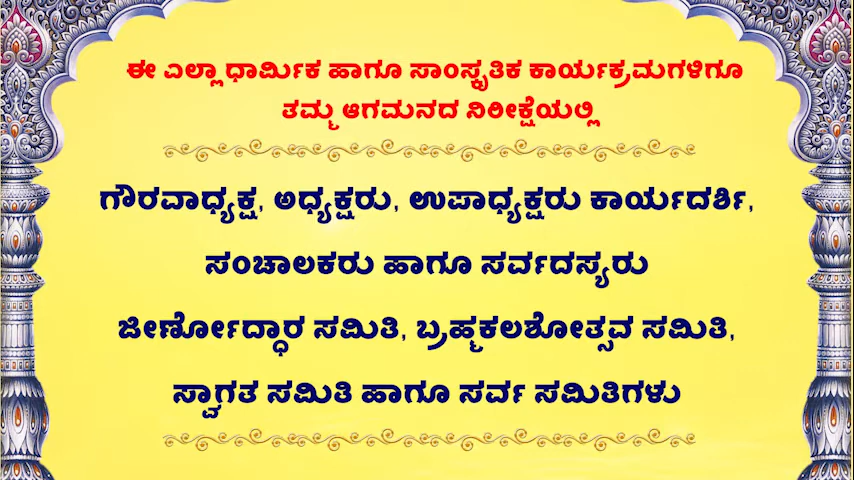 ಈ ಎಲ್ಲಾ ಧಾರ್ಮಿಕ ಹಾಗೂ ಸಾಂಸ್ಕೃತಿಕ ಕಾರ್ಯಕ್ರಮಗಳಿಗೂ
ತಮ್ಮ ಆಗಮನದ ನಿರೀಕ್ಷೆಯಲ್ಲಿ
ಗೌರವಾಧ್ಯಕ್ಷ, ಅಧ್ಯಕ್ಷರು, ಉಪಾಧ್ಯಕ್ಷರು ಕಾರ್ಯದರ್ಶಿ,
ಸಂಚಾಲಕರು ಹಾಗೂ ಸರ್ವದಸ್ಯರು
ಜೀರ್ಣೋದ್ಧಾರ ಸಮಿತಿ, ಬ್ರಹ್ಮಕಲಶೋತ್ಸವ ಸಮಿತಿ,
ಸ್ವಾಗತ ಸಮಿತಿ ಹಾಗೂ ಸರ್ವ ಸಮಿತಿಗಳು